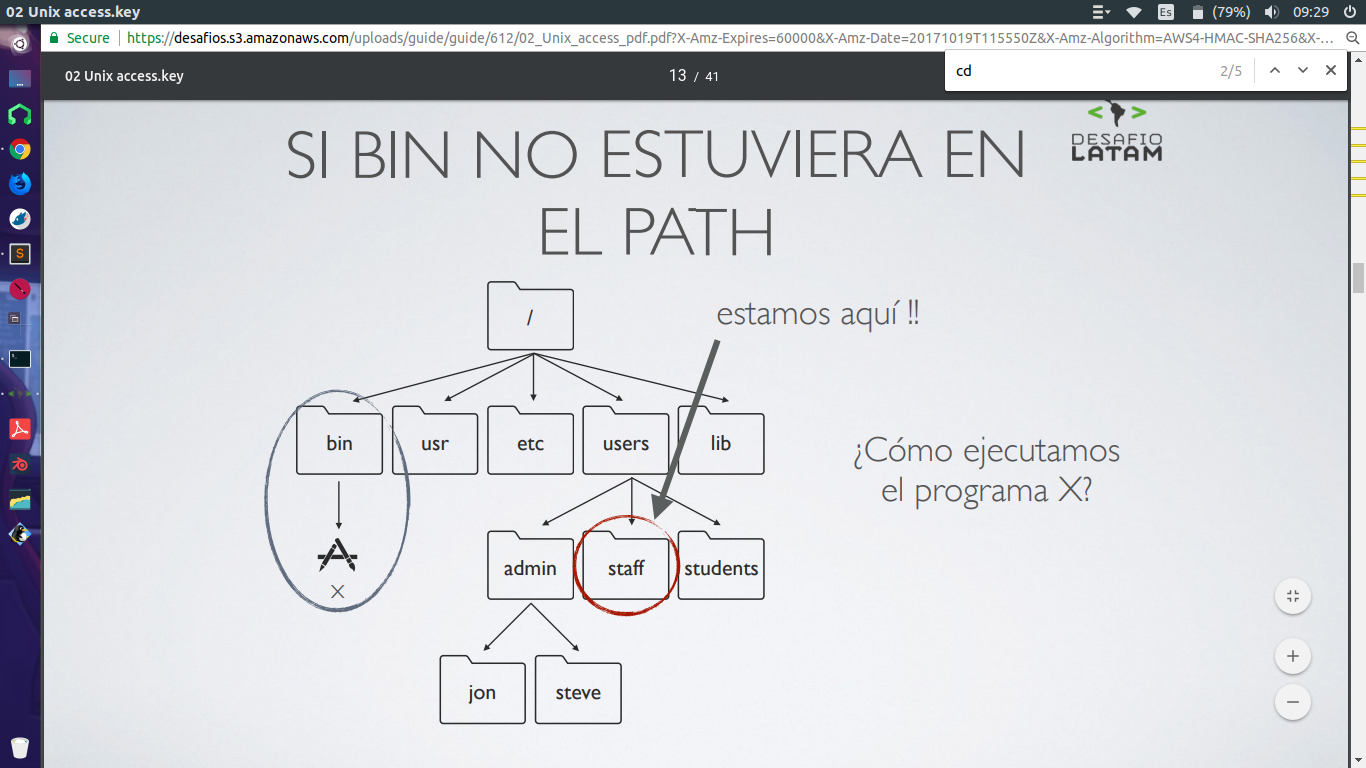 02 Unix access.key
Es
(79%)
09:29
Secure
https://desafios.s3.amazonaws.com/uploads/guide/guide/612/02_Unix_access_pdf.pdf?X-Amz-Expires=60000&X-Amz-Date=20171019T115550Z&X-Amz-Algorithm=AWS4-HMAC-SHA256&X-...
02 Unix access.key
13 / 41
cd
2/5
SI BIN NO ESTUVIERA EN
EL PATH
< >
DESAFIO
LATAM
/
estamos aquí !!
bin
usr
etc
users
lib
¿Cómo ejecutamos
el programa X?
X
admin
staff
students
jon
steve